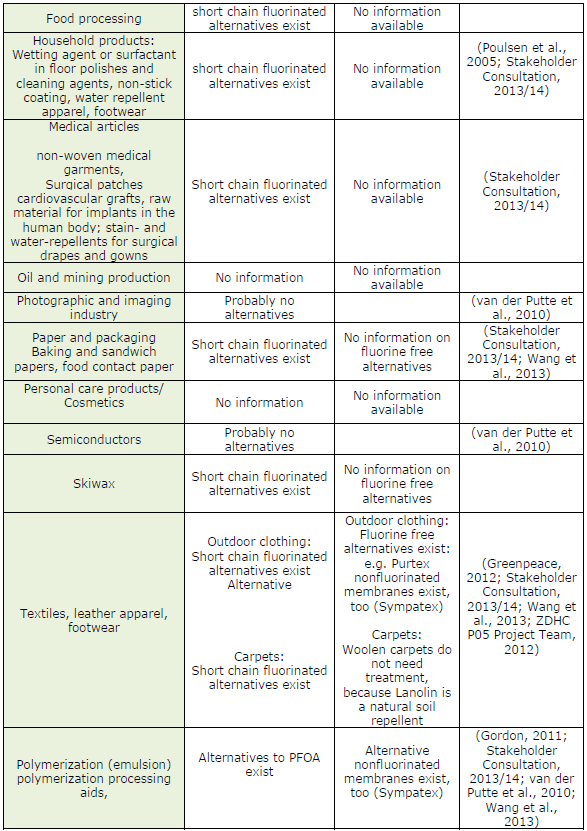 Food processing
short chain fluorinated
alternatives exist
No information
available
Household products:
Wetting agent or surfactant
in floor polishes and
cleaning agents, non-stick
coating, water repellent
apparel, footwear
short chain fluorinated
alternatives exist
No information
available
(Poulsen et al.,
2005; Stakeholder
Consultation,
2013/14)
Medical articles
non-woven medical
garments,
Surgical patches
cardiovascular grafts, raw
material for implants in the
human body; stain- and
water-repellents for surgical
drapes and gowns
Short chain fluorinated
alternatives exist
No information
available
(Stakeholder
Consultation,
2013/14)
Oil and mining production
No information
No information
available
Photographic and imaging
industry
Probably no
alternatives
(van der Putte et
al., 2010)
Paper and packaging
Baking and sandwich
papers, food contact paper
Short chain fluorinated
alternatives exist
No information on
fluorine free
alternatives
(Stakeholder
Consultation,
2013/14; Wang et
al., 2013)
Personal care products/
Cosmetics
No information
No information
available
Semiconductors
Probably no
alternatives
(van der Putte et
al., 2010)
Skiwax
Short chain fluorinated
alternatives exist
No information on
fluorine free
alternatives
Textiles, leather apparel,
footwear
Outdoor clothing:
Short chain fluorinated
alternatives exist
Alternative
Carpets:
Short chain fluorinated
alternatives exist
Outdoor clothing:
Fluorine free
alternatives exist:
e.g. Purtex
nonfluorinated
membranes exist,
too (Sympatex)
Carpets:
Woolen carpets do
not need
treatment,
because Lanolin is
a natural soil
repellent
(Greenpeace,
2012; Stakeholder
Consultation,
2013/14; Wang et
al., 2013; ZDHC
P05 Project Team,
2012)
Polymerization (emulsion)
polymerization processing
aids,
Alternatives to PFOA
exist
Alternative
nonfluorinated
membranes exist,
too (Sympatex)
(Gordon, 2011;
Stakeholder
Consultation,
2013/14; van der
Putte et al., 2010;
Wang et al.,
2013)